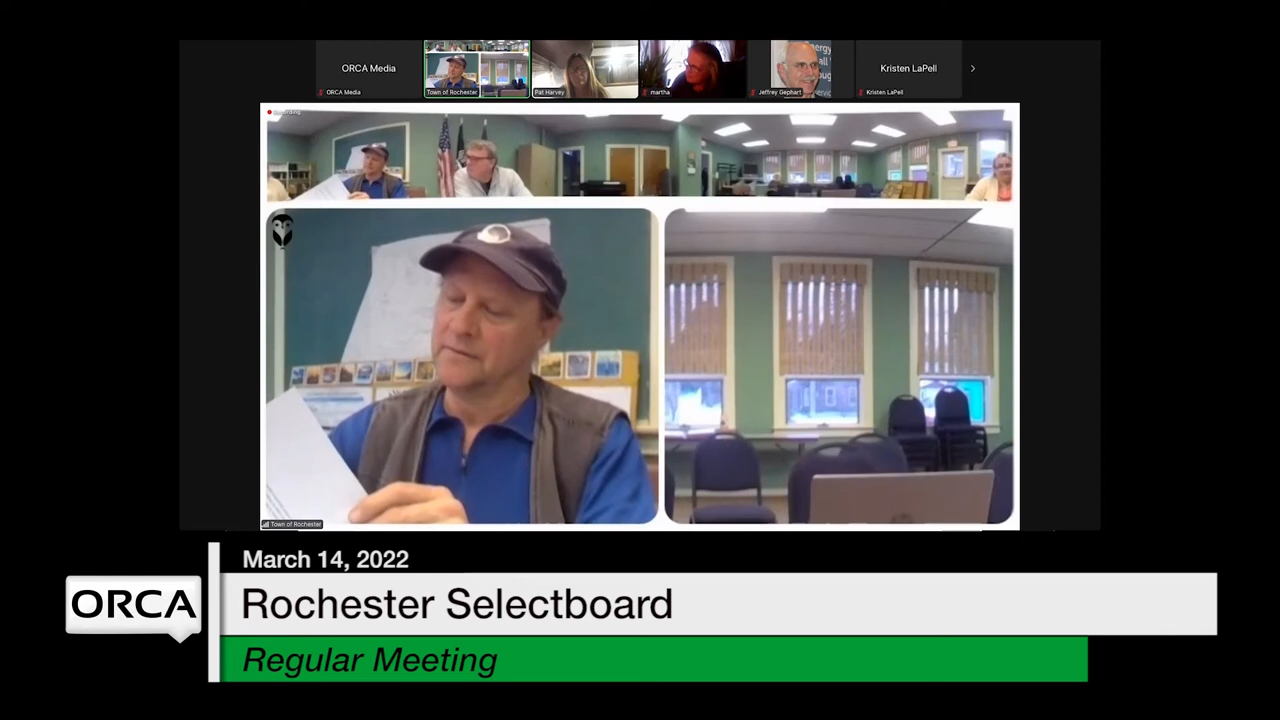 ORCA Media
Kristen LaPell
ORCA Media
Town of Rochester
Pat Harvey
martha
Jeffrey Gephart
Kristen LaPell
Town of Rochester
March 14, 2022
ORCA
Rochester Selectboard
Regular Meeting